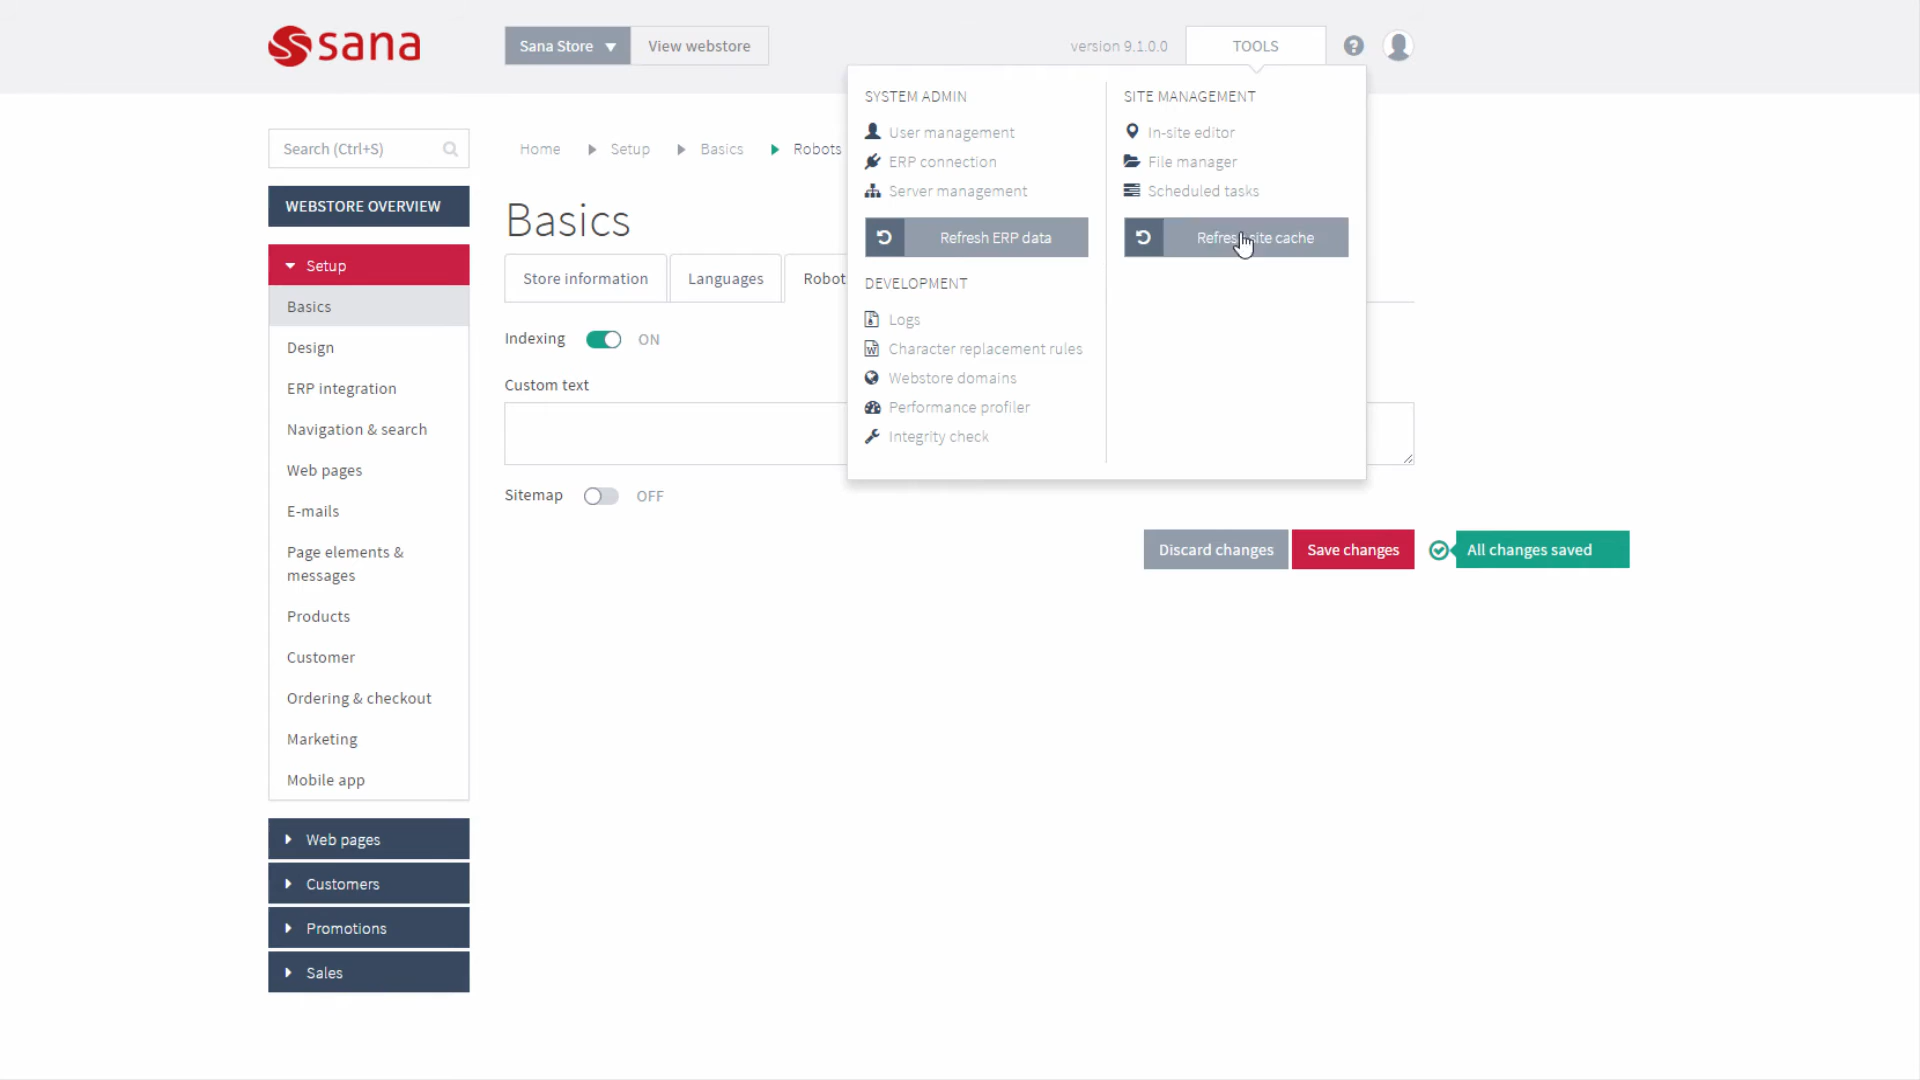 sana
Sana Store
View webstore
version 9.1.0.0
TOOLS
Search (Ctrl+S)
WEBSTORE OVERVIEW
Setup
Basics
Design
ERP integration
Navigation & search
Web pages
E-mails
Page elements &
messages
Products
Customer
Ordering & checkout
Marketing
Mobile app
Web pages
Customers
Promotions
Sales
Home
Setup
Basics
Robots
Basics
Store information
Languages
Robot
Indexing
ON
Custom text
Sitemap
OFF
Discard changes
Save changes
All changes saved
SYSTEM ADMIN
User management
ERP connection
Server management
Refresh ERP data
DEVELOPMENT
Logs
Character replacement rules
Webstore domains
Performance profiler
Integrity check
SITE MANAGEMENT
In-site editor
File manager
Scheduled tasks
Refresh site cache